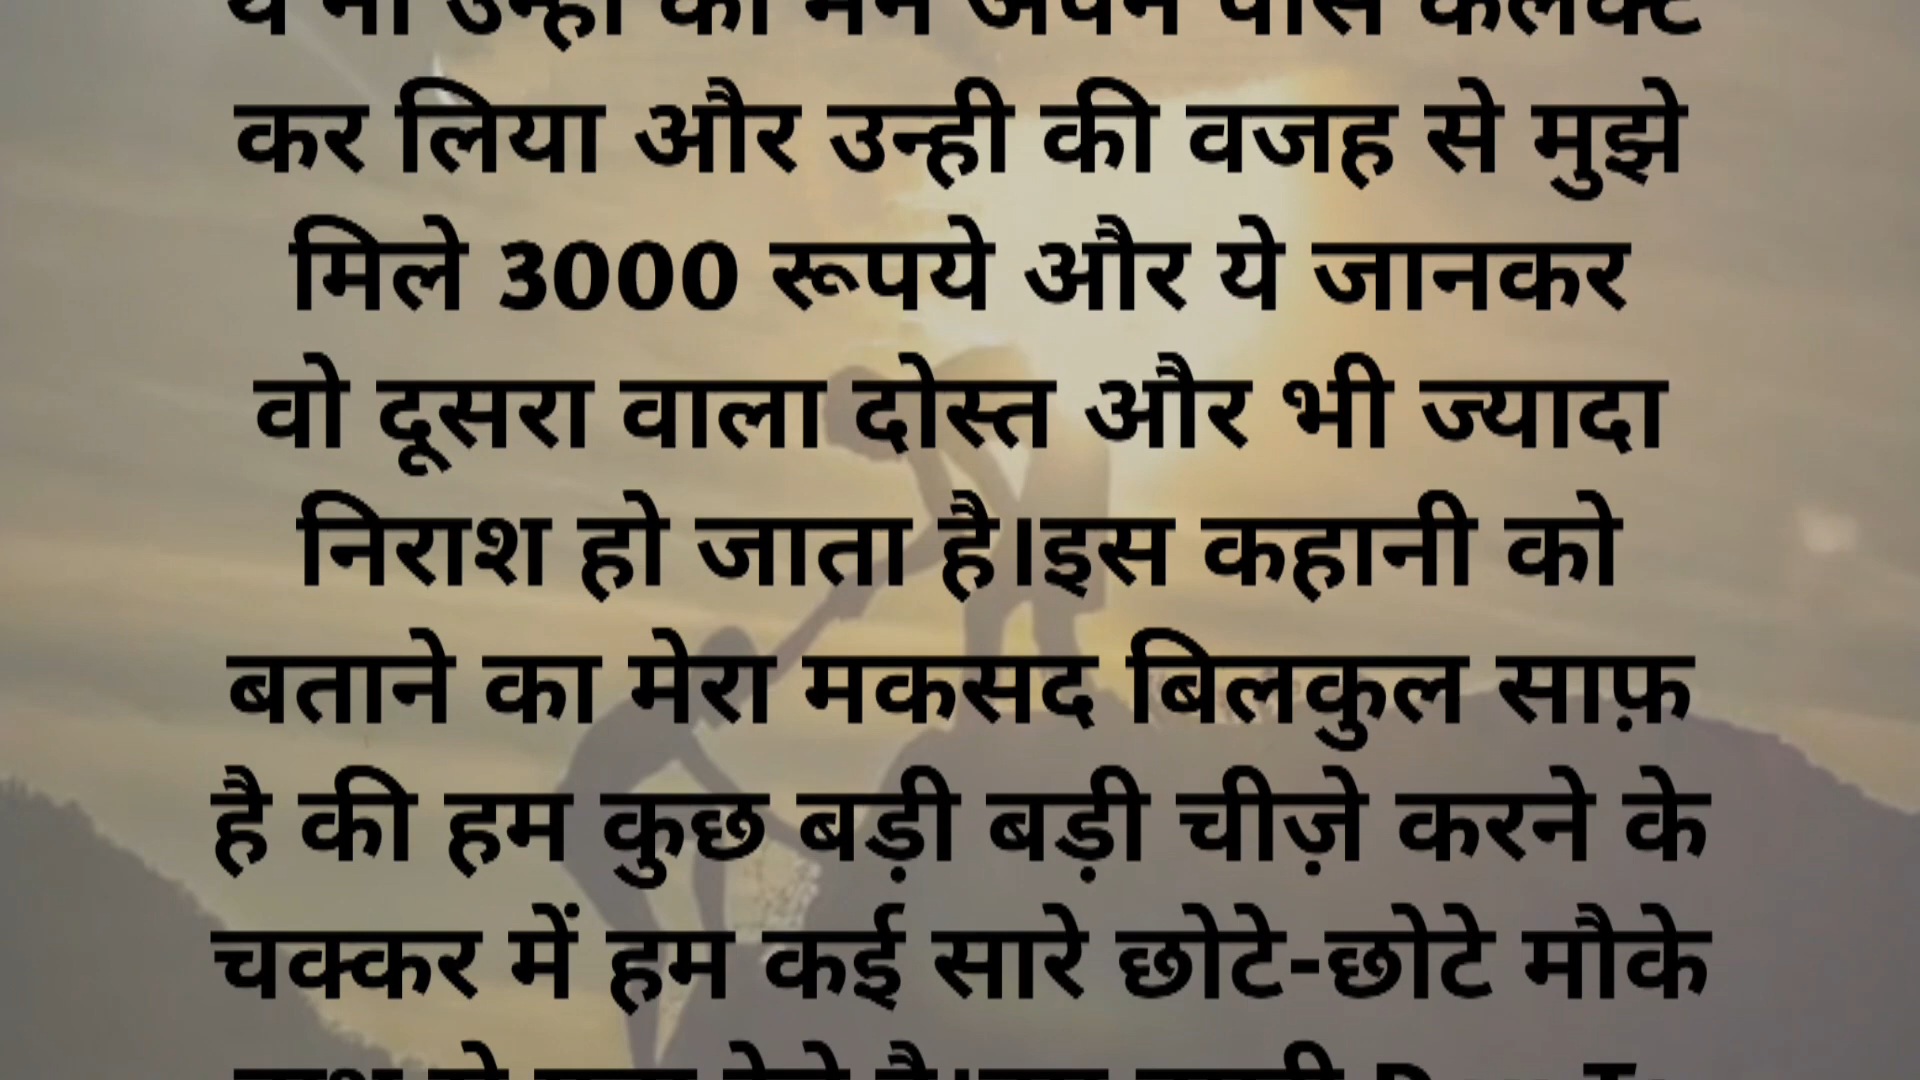 कर लिया और उन्ही की वजह से मुझे
मिले 3000 रूपये और ये जानकर
वो दूसरा वाला दोस्त और भी ज्यादा
निराश हो जाता है।इस कहानी को
बताने का मेरा मकसद बिलकुल साफ़
है की हम कुछ बड़ी बड़ी चीज़े करने के
चक्कर में हम कई सारे छोटे-छोटे मौके